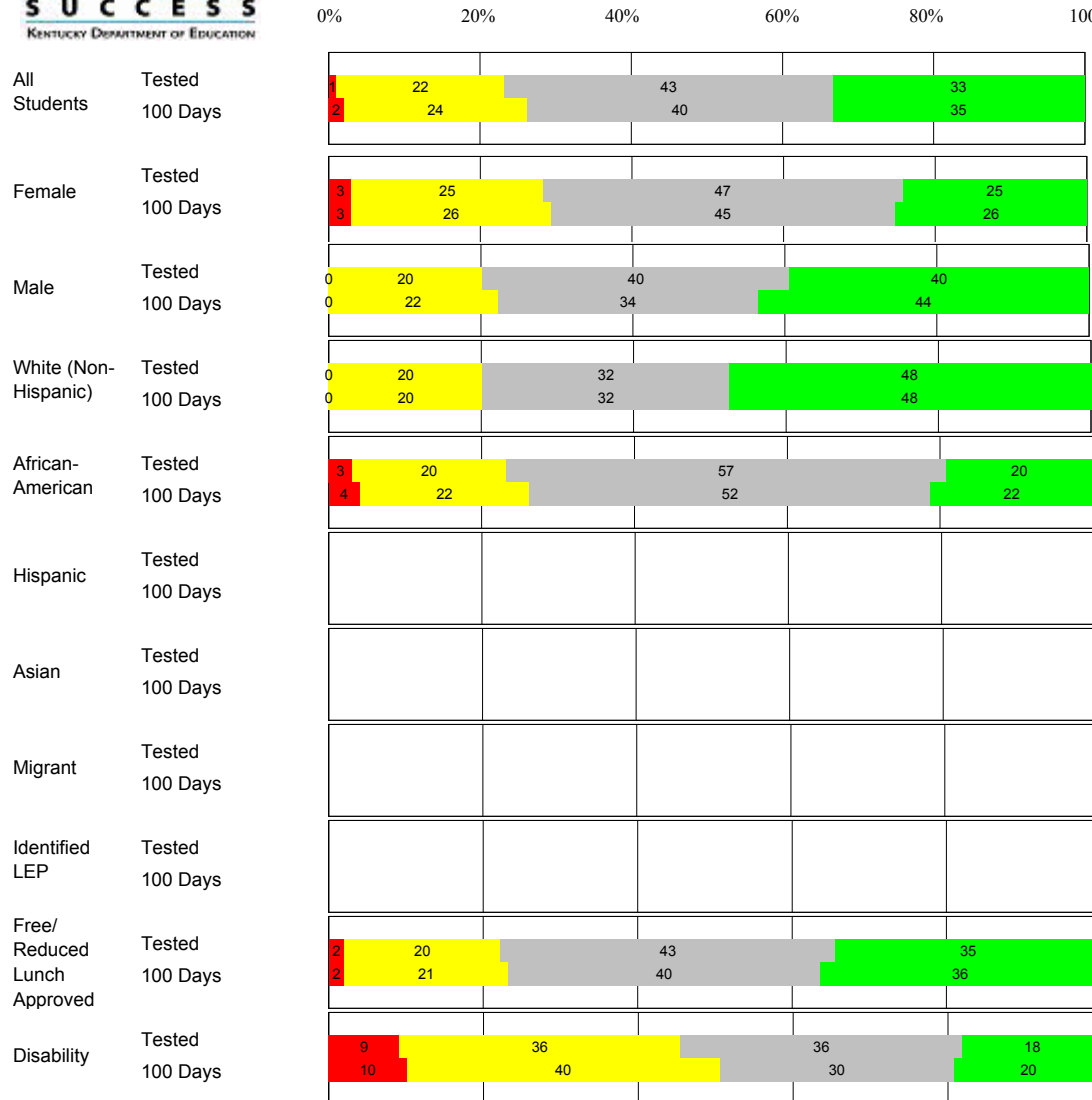 SUCCESS
KENTUCKY DEPARTMENT OF EDUCATION
0% 20% 40% 60% 80% 100
All Students Tested 1 22 43 33
100 Days 2 24 40 35
Female Tested 3 25 47 25
100 Days 3 26 45 26
Male Tested 0 20 40 40
100 Days 0 22 34 44
White (Non-Hispanic) Tested 0 20 32 48
100 Days 0 20 32 48
African-American Tested 3 20 57 20
100 Days 4 22 52 22
Hispanic Tested
100 Days
Asian Tested
100 Days
Migrant Tested
100 Days
Identified LEP Tested
100 Days
Free/
Reduced Lunch Approved Tested 2 20 43 35
100 Days 2 21 40 36
Disability Tested 9 36 36 18
100 Days 10 40 30 20